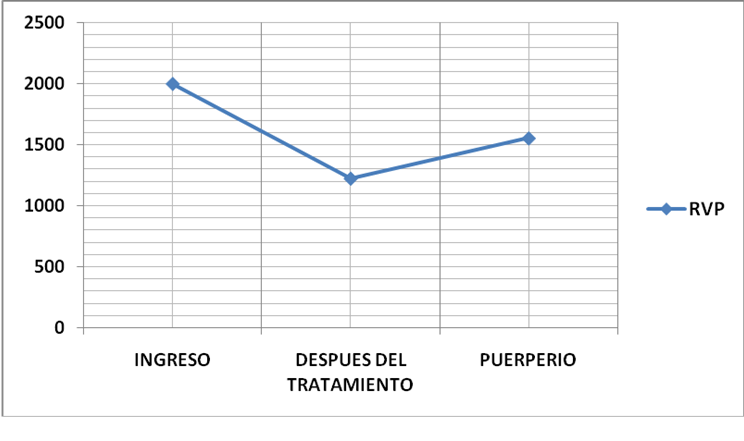 2500
2000
1500
1000
500
0
INGRESO
DESPUES DEL
TRATAMIENTO
PUERPERIO
RVP